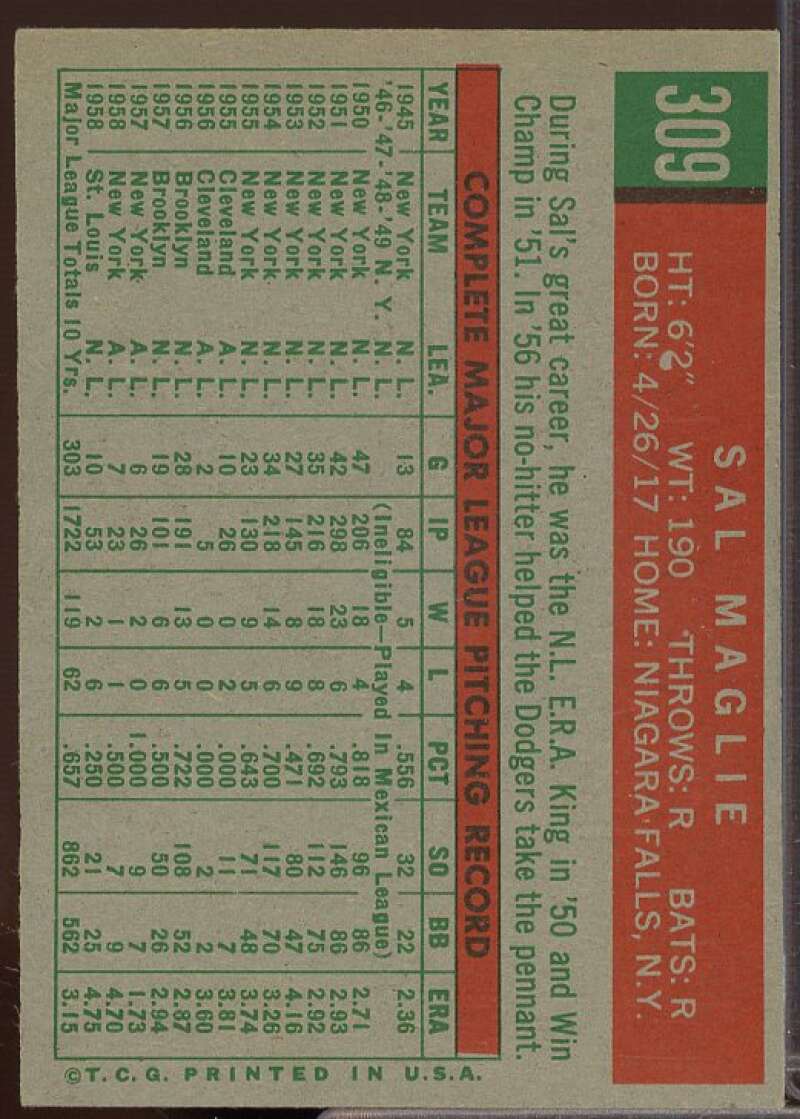 309
SAL MAGLIE
HT: 6'2" WT: 190 THROWS: R BATS: R
BORN: 4/26/17 HOME: NIAGARA FALLS, N.Y.
During Sal's great career, he was the N.L. E.R.A. King in '50 and Win
Champ in '51. In '56 his no-hitter helped the Dodgers take the pennant.
COMPLETE MAJOR LEAGUE PITCHING RECORD
YEAR TEAM LEA. G IP W L PCT SO BB ERA
1945 New York N. L. 13 84 5 4 .556 32 22 2.36
'46-'47-'48-'49 N. Y. N. L. (Ineligible—Played In Mexican League)
1950 New York N. L. 47 206 18 4 .818 96 86 2.71
1951 New York N. L. 42 298 23 6 .793 146 86 2.93
1952 New York N. L. 35 216 18 8 .692 112 75 2.92
1953 New York N. L. 27 145 8 9 .471 80 47 4.16
1954 New York N. L. 34 218 14 6 .700 117 70 3.26
1955 New York N. L. 23 130 9 5 .643 71 48 3.74
1955 Cleveland A. L. 10 26 0 2 .000 11 7 3.81
1956 Cleveland A. L. 2 5 0 0 .000 2 2 3.60
1956 Brooklyn N. L. 28 191 13 5 .722 108 52 2.87
1957 Brooklyn N. L. 19 101 6 6 .500 50 26 2.94
1957 New York A. L. 6 26 2 0 1.000 9 7 1.73
1958 New York A. L. 7 23 1 1 .500 7 9 4.70
1958 St. Louis N. L. 10 53 2 6 .250 21 25 4.75
Major League Totals 10 Yrs. 303 1722 119 62 .657 862 562 3.15
©T.C.G. PRINTED IN U.S.A.